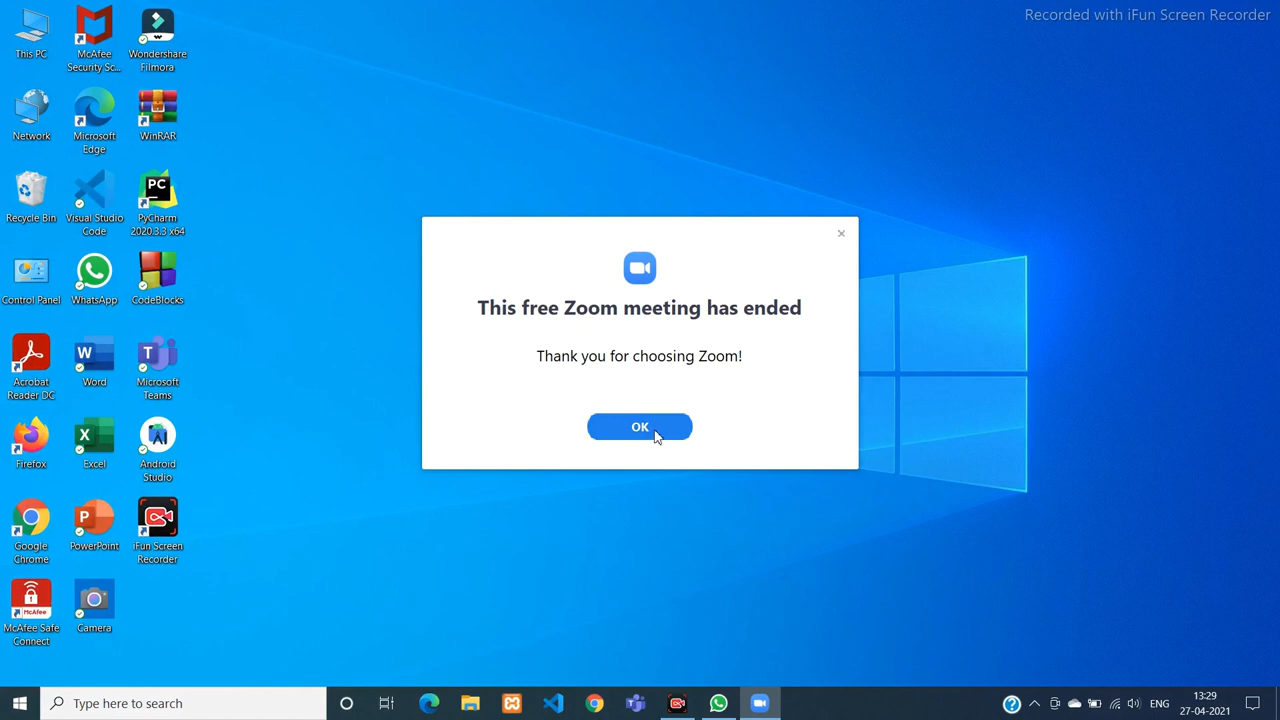 Recorded with iFun Screen Recorder
This PC
McAfee
Security Sc...
Wondershare
Filmora
Network
Microsoft
Edge
WinRAR
Recycle Bin
Visual Studio
Code
PC
PyCharm
2020.3.3 x64
Control Panel
WhatsApp
CodeBlocks
Acrobat
Reader DC
W
Word
T
Microsoft
Teams
Firefox
X
Excel
AI
Android
Studio
Google
Chrome
P
PowerPoint
iFun Screen
Recorder
McAfee
McAfee Safe
Connect
Camera
This free Zoom meeting has ended
Thank you for choosing Zoom!
OK
Type here to search
ENG
13:29
27-04-2021